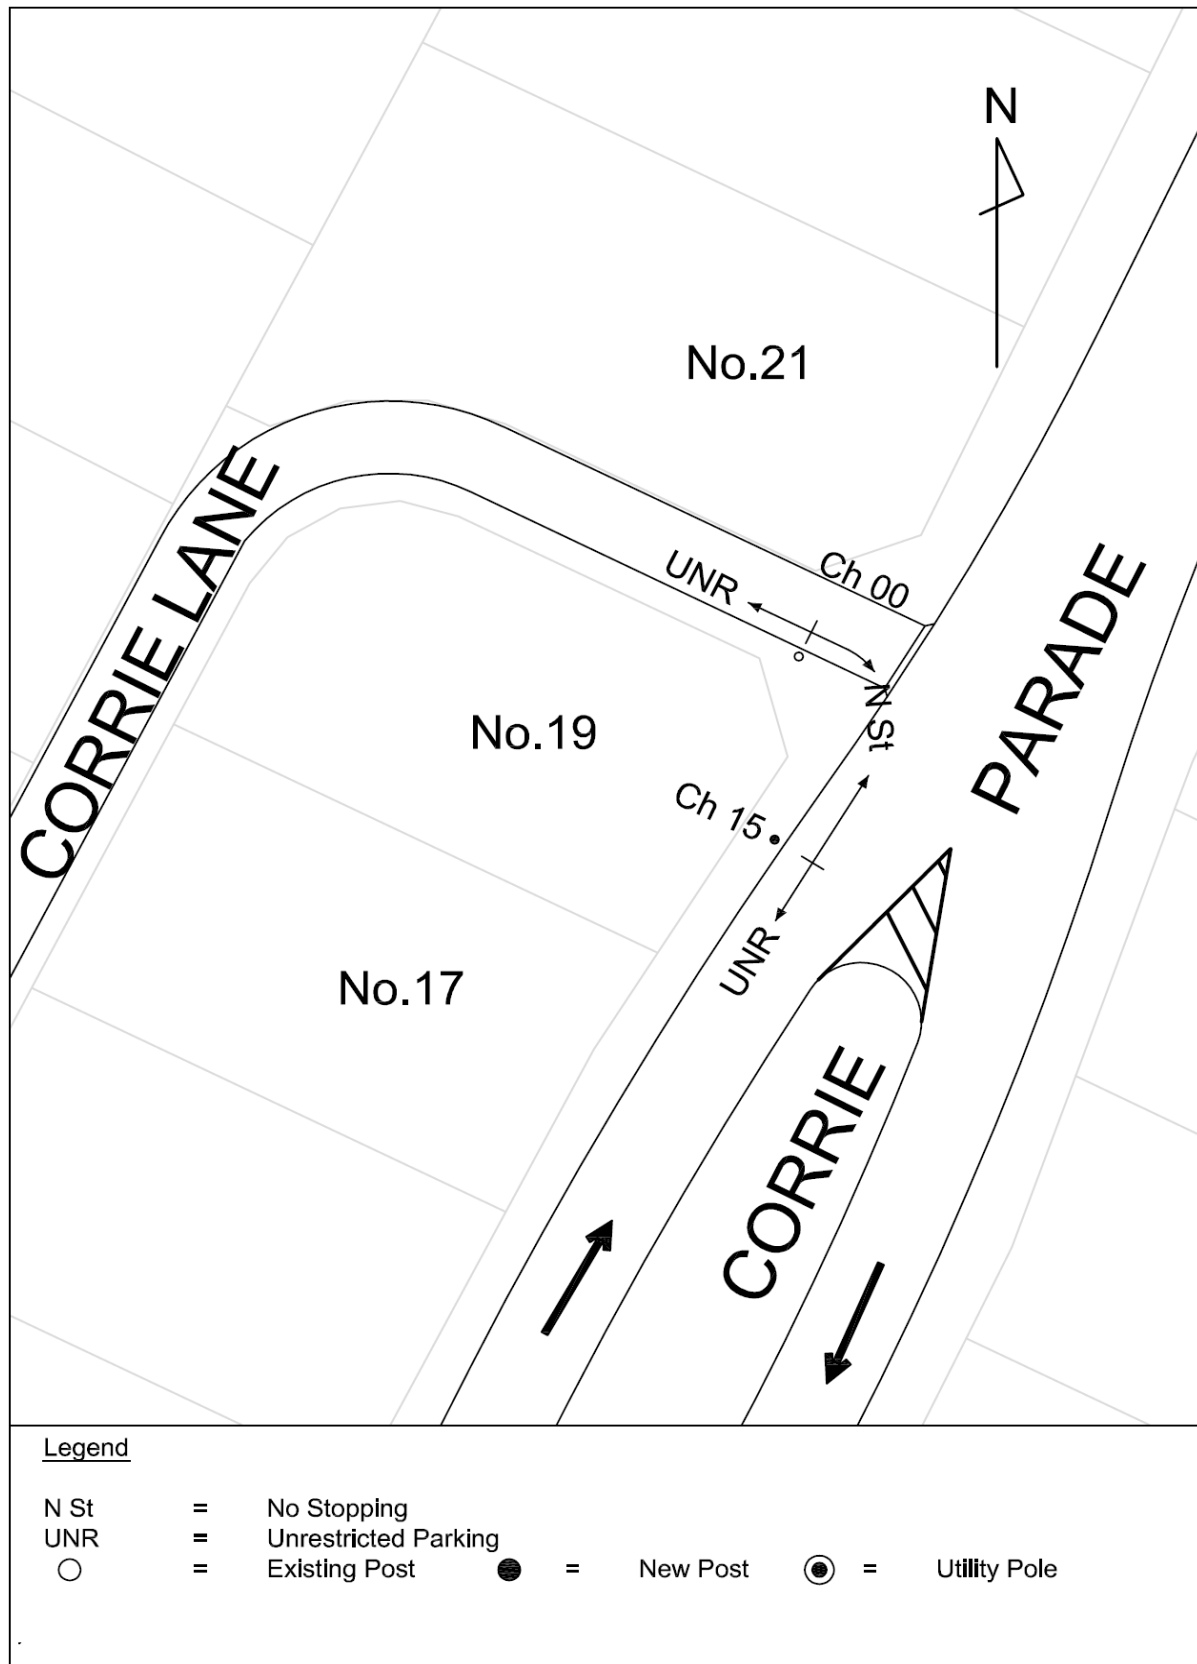 N
No.21
CORRIE LANE
UNR
Ch 00
PARADE
N St
No.19
Ch 15
UNR
No.17
CORRIE
Legend
N St = No Stopping
UNR = Unrestricted Parking
= Existing Post = New Post = Utility Pole